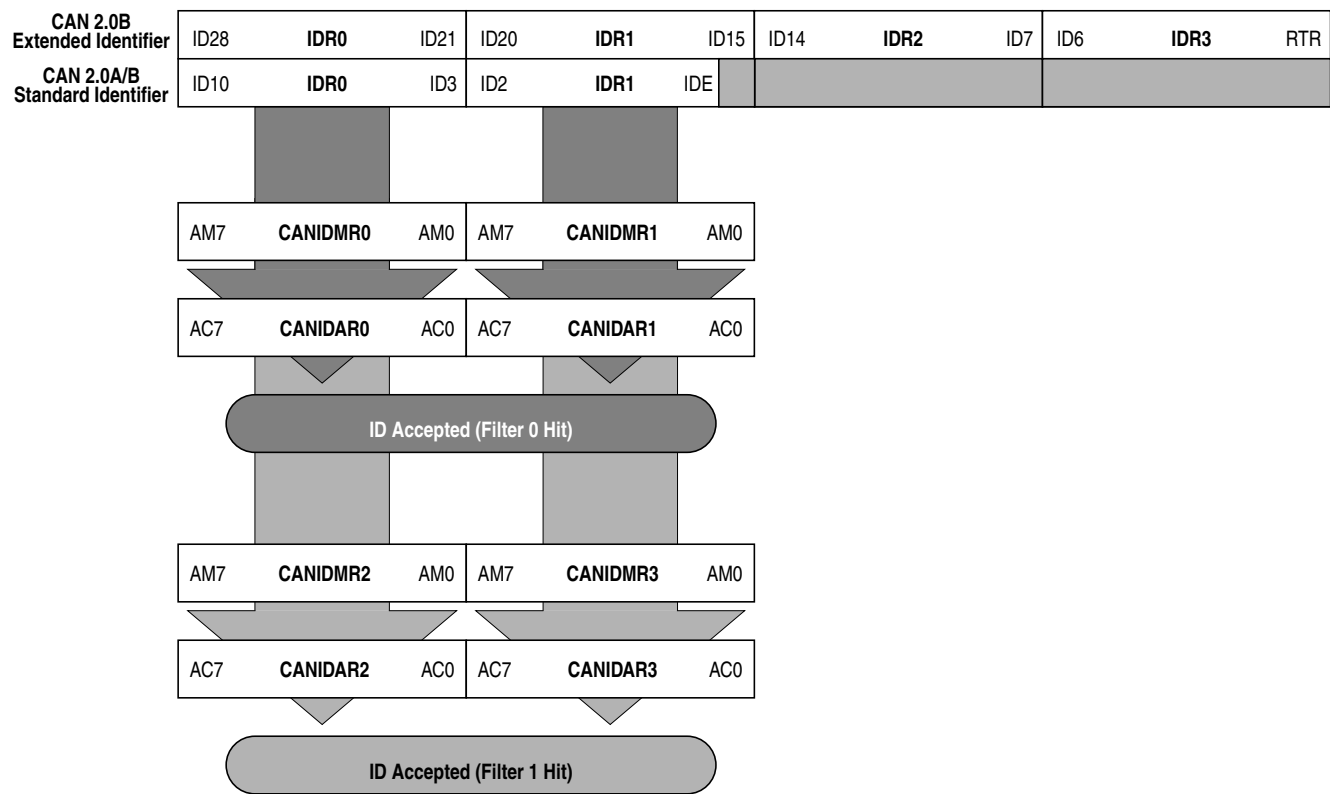 CAN 2.0B
Extended Identifier
ID28 IDR0 ID21 ID20 IDR1 ID15 ID14 IDR2 ID7 ID6 IDR3 RTR
CAN 2.0A/B
Standard Identifier
ID10 IDR0 ID3 ID2 IDR1 IDE
AM7 CANIDMR0 AM0 AM7 CANIDMR1 AM0
AC7 CANIDAR0 AC0 AC7 CANIDAR1 AC0
ID Accepted (Filter 0 Hit)
AM7 CANIDMR2 AM0 AM7 CANIDMR3 AM0
AC7 CANIDAR2 AC0 AC7 CANIDAR3 AC0
ID Accepted (Filter 1 Hit)